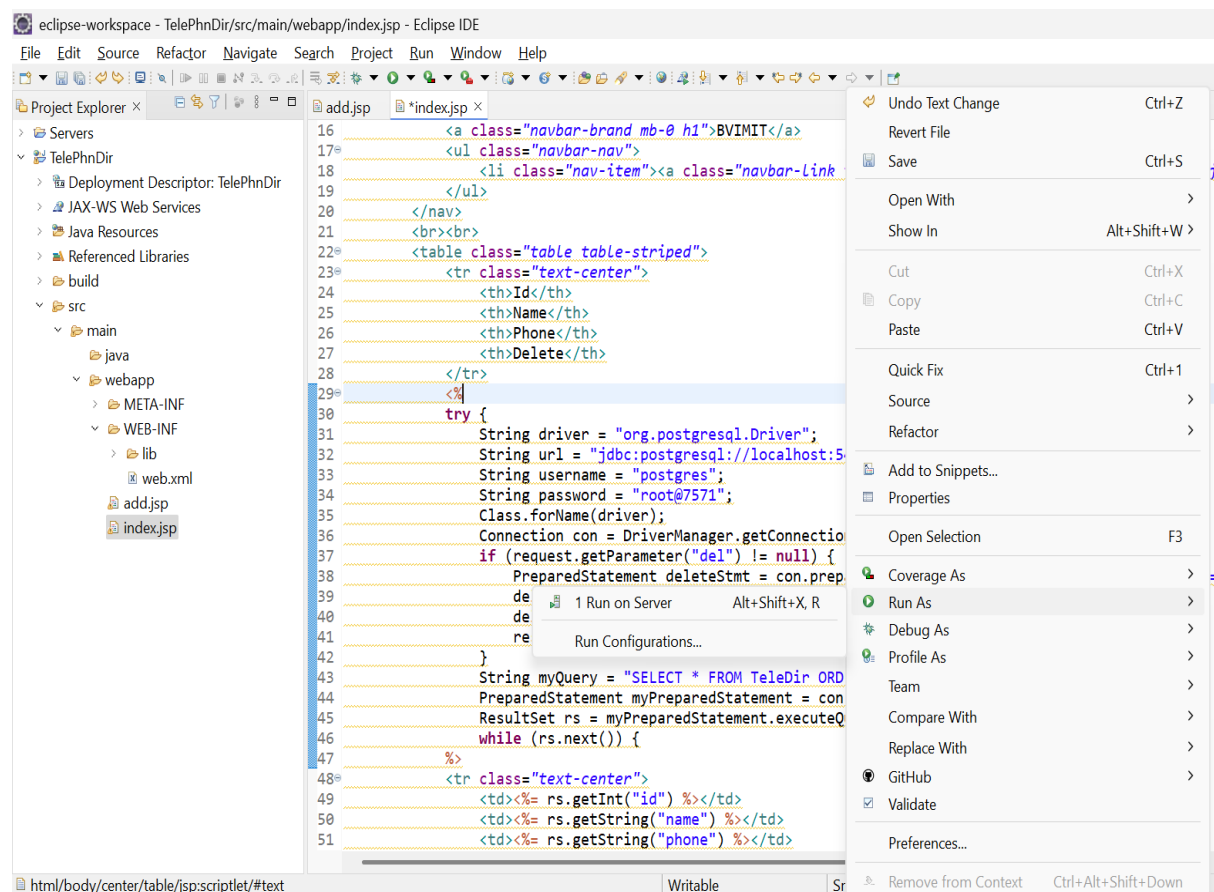 eclipse-workspace - TelePhnDir/src/main/webapp/index.jsp - Eclipse IDE
File Edit Source Refactor Navigate Search Project Run Window Help
Project Explorer
Servers
TelePhnDir
Deployment Descriptor: TelePhnDir
JAX-WS Web Services
Java Resources
Referenced Libraries
build
src
main
java
webapp
META-INF
WEB-INF
lib
web.xml
add.jsp
index.jsp
add.jsp *index.jsp
16 <a class="navbar-brand mb-0 h1">BVIMIT</a>
17 <ul class="navbar-nav">
18 <li class="nav-item"><a class="navbar-link
19 </ul>
20 </nav>
21 <br><br>
22 <table class="table table-striped">
23 <tr class="text-center">
24 <th>Id</th>
25 <th>Name</th>
26 <th>Phone</th>
27 <th>Delete</th>
28 </tr>
29 <%
30 try {
31 String driver = "org.postgresql.Driver";
32 String url = "jdbc:postgresql://localhost:5
33 String username = "postgres";
34 String password = "root@7571";
35 Class.forName(driver);
36 Connection con = DriverManager.getConnectio
37 if (request.getParameter("del") != null) {
38 PreparedStatement deleteStmt = con.prep
39 de
40 de
41 re
42 }
43 String myQuery = "SELECT * FROM TeleDir ORD
44 PreparedStatement myPreparedStatement = con
45 ResultSet rs = myPreparedStatement.executeQ
46 while (rs.next()) {
47 %>
48 <tr class="text-center">
49 <td><%= rs.getInt("id") %></td>
50 <td><%= rs.getString("name") %></td>
51 <td><%= rs.getString("phone") %></td>
1 Run on Server Alt+Shift+X, R
Run Configurations...
Undo Text Change Ctrl+Z
Revert File
Save Ctrl+S
Open With
Show In Alt+Shift+W
Cut Ctrl+X
Copy Ctrl+C
Paste Ctrl+V
Quick Fix Ctrl+1
Source
Refactor
Add to Snippets...
Properties
Open Selection F3
Coverage As
Run As
Debug As
Profile As
Team
Compare With
Replace With
GitHub
Validate
Preferences...
Remove from Context Ctrl+Alt+Shift+Down
html/body/center/table/jsp:scriptlet/#text Writable